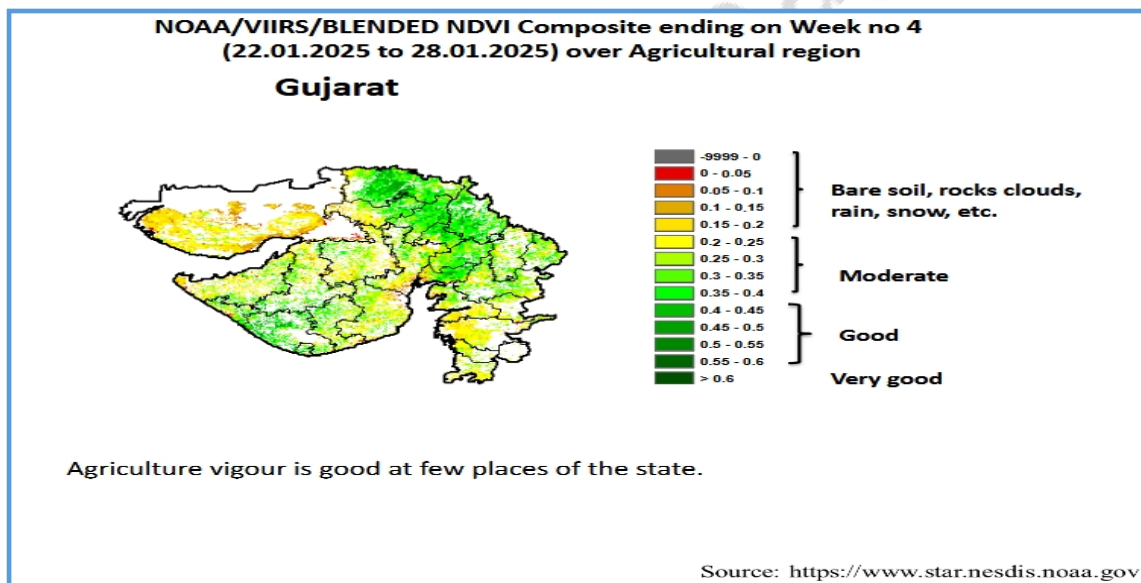 NOAA/VIIRS/BLENDED NDVI Composite ending on Week no 4
(22.01.2025 to 28.01.2025) over Agricultural region
Gujarat
-9999 - 0
0 - 0.05
0.05 - 0.1
0.1 - 0.15
0.15 - 0.2
0.2 - 0.25
0.25 - 0.3
0.3 - 0.35
0.35 - 0.4
0.4 - 0.45
0.45 - 0.5
0.5 - 0.55
0.55 - 0.6
> 0.6
Bare soil, rocks clouds,
rain, snow, etc.
Moderate
Good
Very good
Agriculture vigour is good at few places of the state.
Source: https://www.star.nesdis.noaa.gov